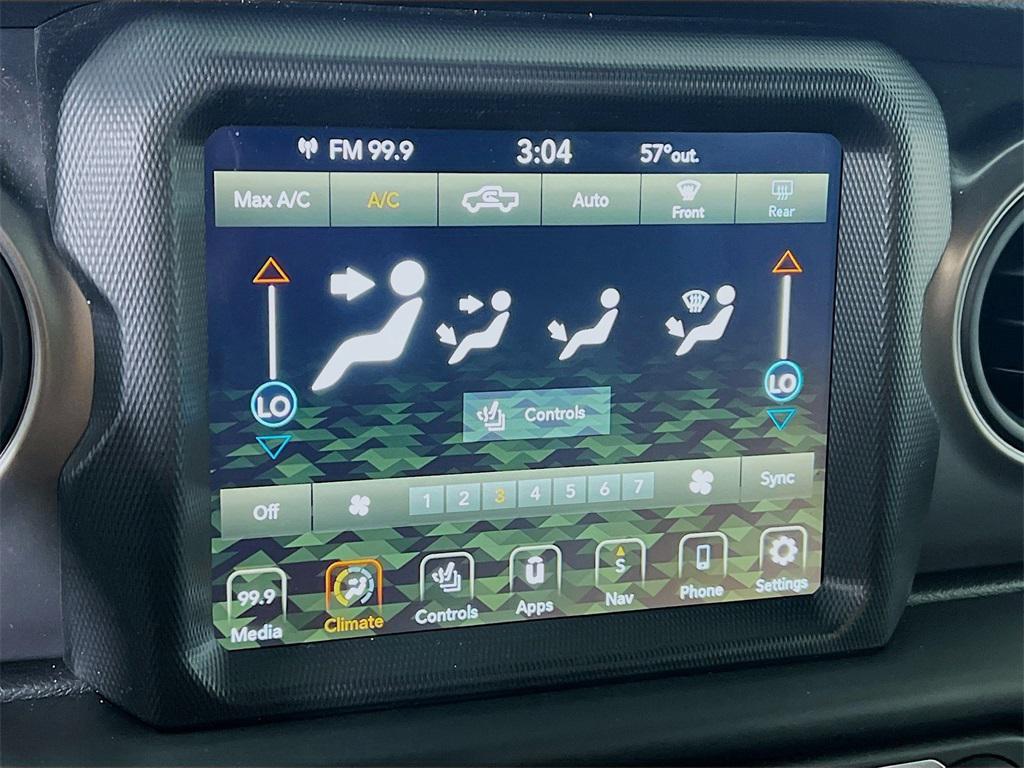 FM 99.9 3:04 57°out.
Max A/C A/C Auto Front Rear
LO LO
Controls
Off 1 2 3 4 5 6 7 Sync
99.9 S
Media Climate Controls Apps Nav Phone Settings